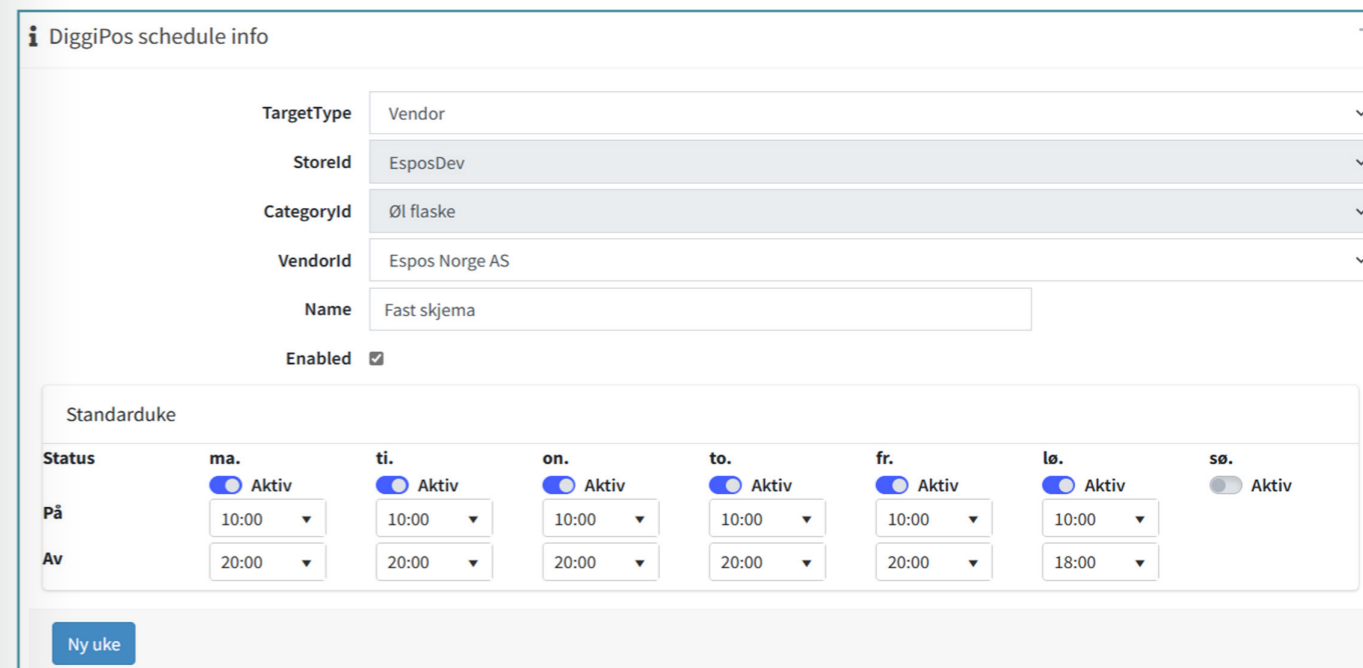 DiggiPos schedule info
TargetType Vendor
StoreId EsposDev
CategoryId Øl flaske
VendorId Espos Norge AS
Name Fast skjema
Enabled
Standarduke
Status ma. ti. on. to. fr. lø. sø.
Aktiv Aktiv Aktiv Aktiv Aktiv Aktiv Aktiv
På 10:00 10:00 10:00 10:00 10:00 10:00
Av 20:00 20:00 20:00 20:00 20:00 18:00
Ny uke